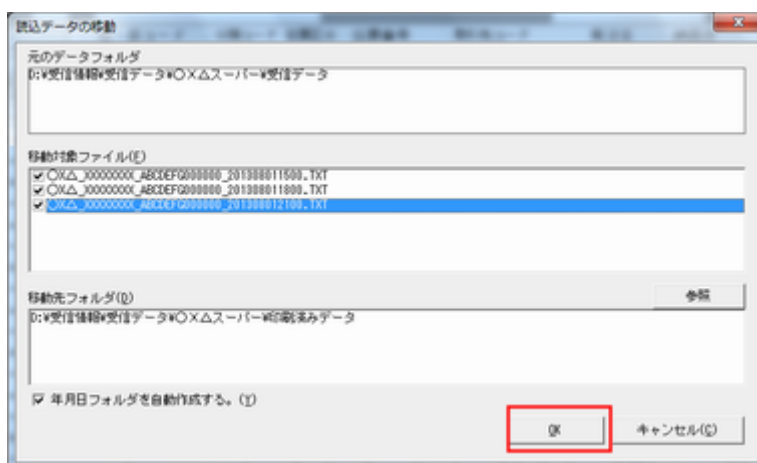 読込データの移動
元のデータフォルダ
D:¥受信情報¥受信データ¥〇×△スーパー¥受信データ
移動対象ファイル(F)
〇X△_XXXXXXXX_ABCDEFG000000_201308011500.TXT
〇X△_XXXXXXXX_ABCDEFG000000_201308011800.TXT
〇X△_XXXXXXXX_ABCDEFG000000_201308012100.TXT
移動先フォルダ(D)
参照
D:¥受信情報¥受信データ¥〇×△スーパー¥印刷済みデータ
年月日フォルダを自動作成する。(Y)
OK
キャンセル(C)